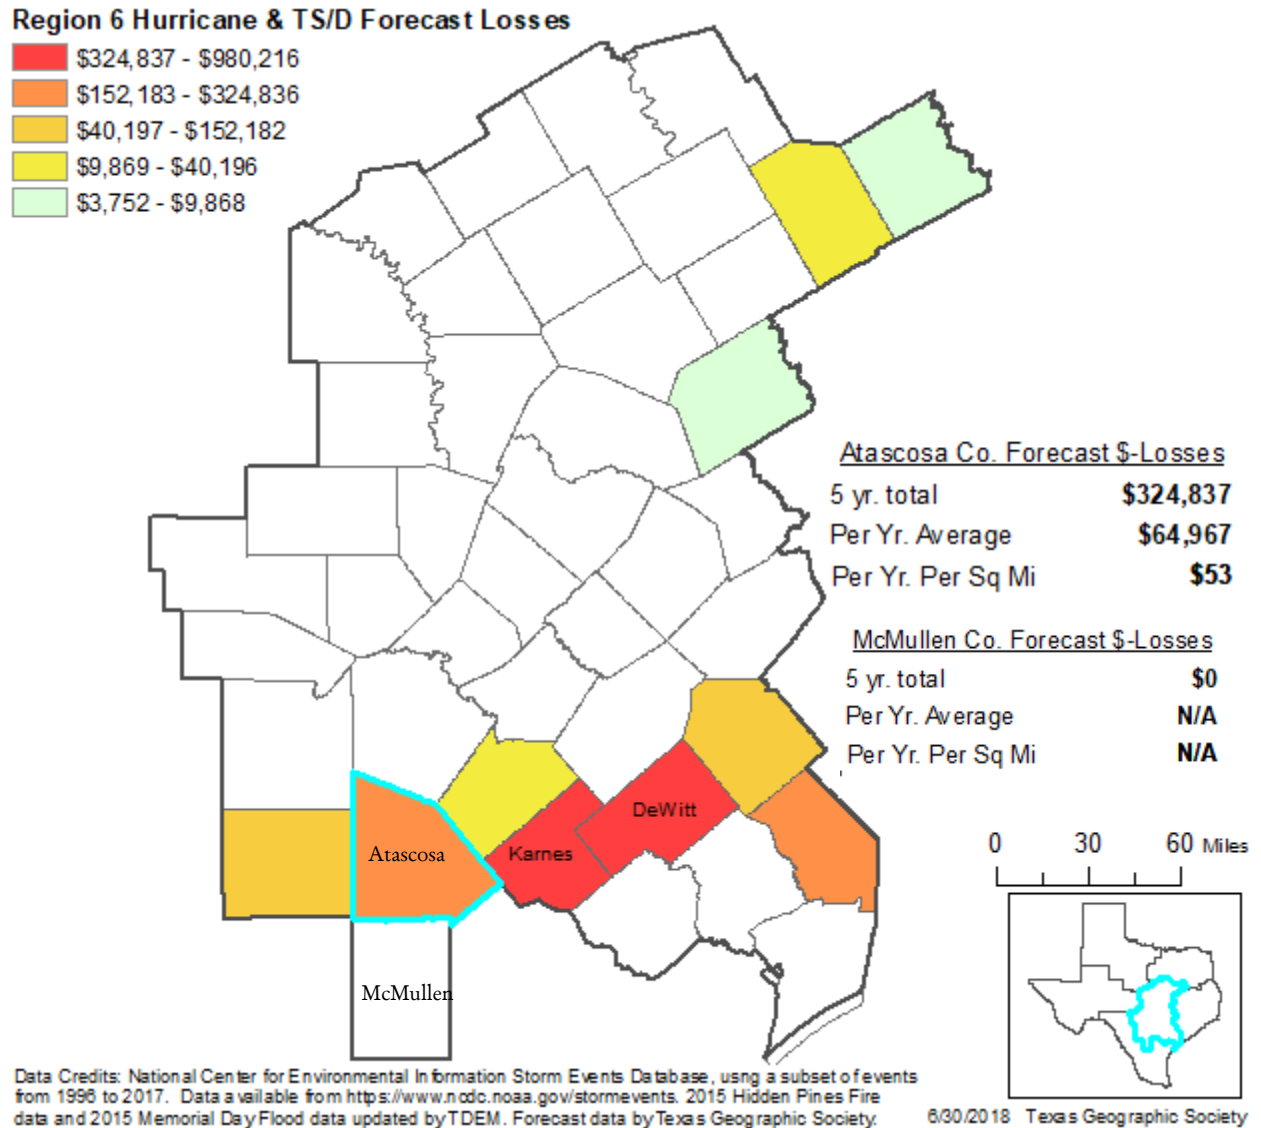 Region 6 Hurricane & TS/D Forecast Losses
$324,837 - $980,216
$152,183 - $324,836
$40,197 - $152,182
$9,869 - $40,196
$3,752 - $9,868
Atascosa Co. Forecast $-Losses
5 yr. total $324,837
Per Yr. Average $64,967
Per Yr. Per Sq Mi $53
McMullen Co. Forecast $-Losses
5 yr. total $0
Per Yr. Average N/A
Per Yr. Per Sq Mi N/A
DeWitt
Karnes
Atascosa
McMullen
0 30 60 Miles
Data Credits: National Center for Environmental Information Storm Events Database, usng a subset of events
from 1996 to 2017. Data available from https://www.ncdc.noaa.gov/stormevents. 2015 Hidden Pines Fire
data and 2015 Memorial Day Flood data updated by TDEM. Forecast data by Texas Geographic Society.
6/30/2018 Texas Geographic Society